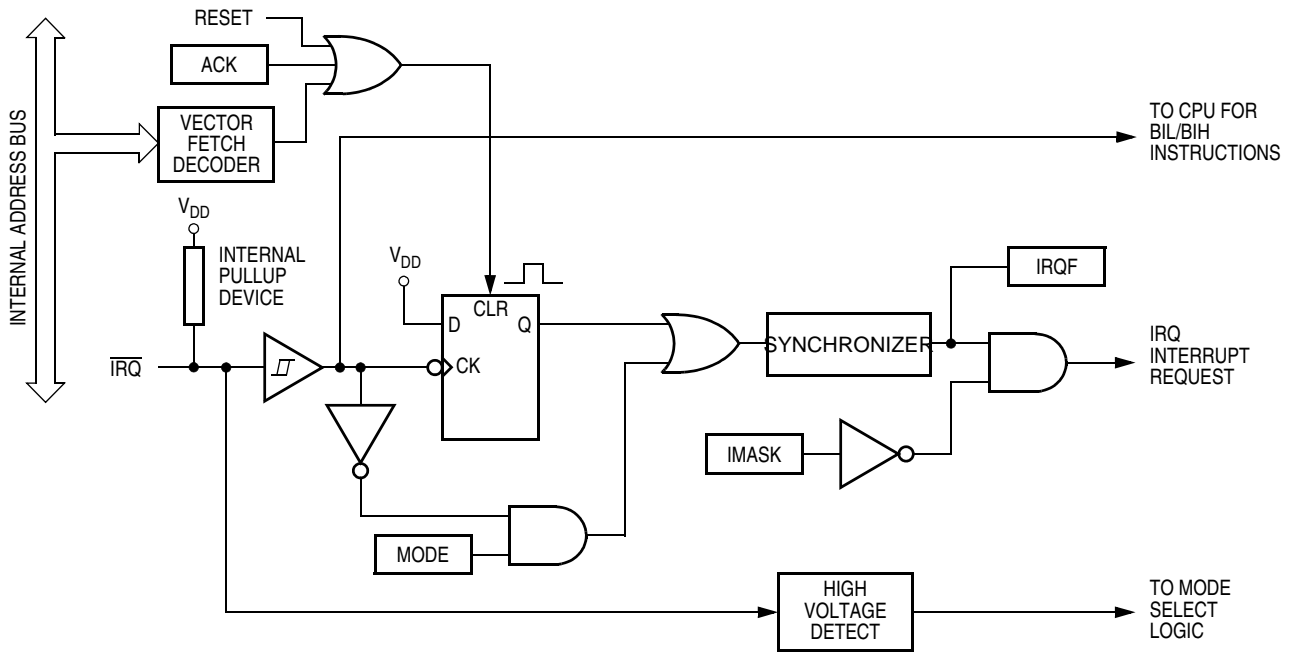 RESET
ACK
INTERNAL ADDRESS BUS
VECTOR
FETCH
DECODER
TO CPU FOR
BIL/BIH
INSTRUCTIONS
VDD
INTERNAL
PULLUP
DEVICE
VDD
CLR
D
Q
CK
IRQ
SYNCHRONIZER
IRQF
IRQ
INTERRUPT
REQUEST
IMASK
MODE
HIGH
VOLTAGE
DETECT
TO MODE
SELECT
LOGIC